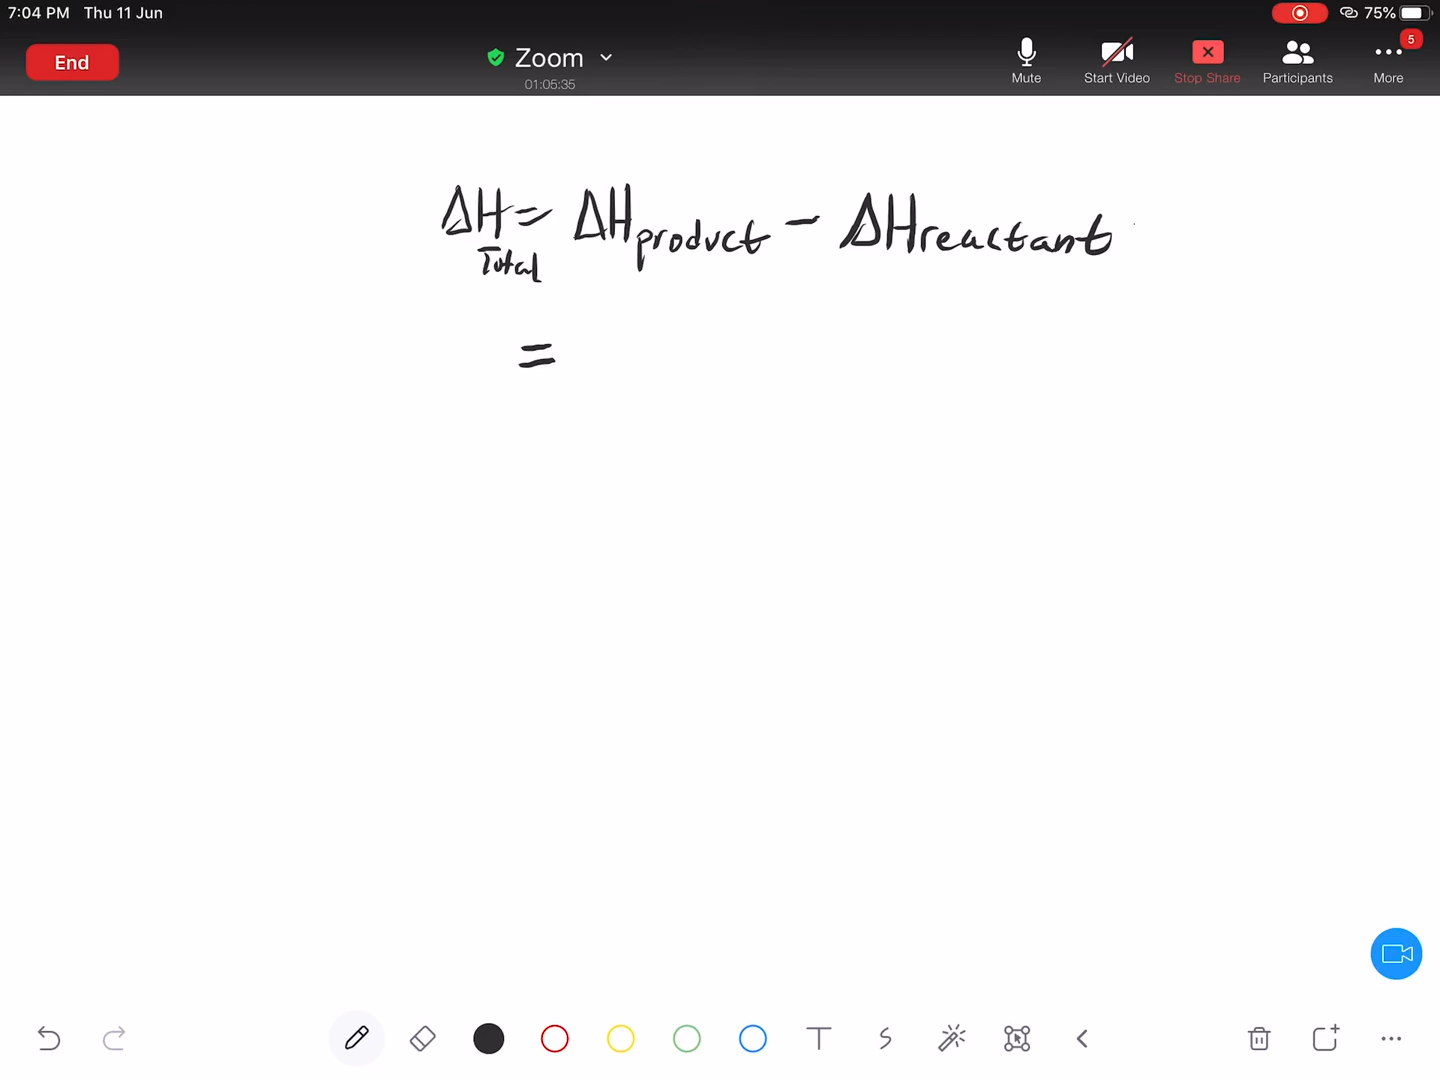 7:04 PM Thu 11 Jun 75%
End
Zoom
01:05:35
Mute Start Video Stop Share Participants More 5
ΔH = ΔHproduct − ΔHreactant
Total
=
T